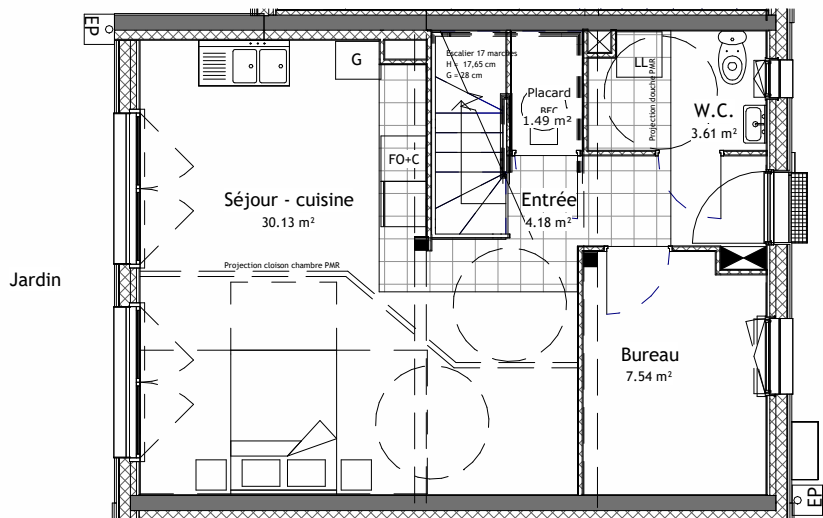 EP
Escalier 17 marches
H = 17,65 cm
G = 28 cm
G
LL
Projection douche PMR
Placard
BEC
1.49 m²
W.C.
3.61 m²
FO+C
Séjour - cuisine
30.13 m²
Entrée
4.18 m²
Projection cloison chambre PMR
Jardin
Bureau
7.54 m²
EP